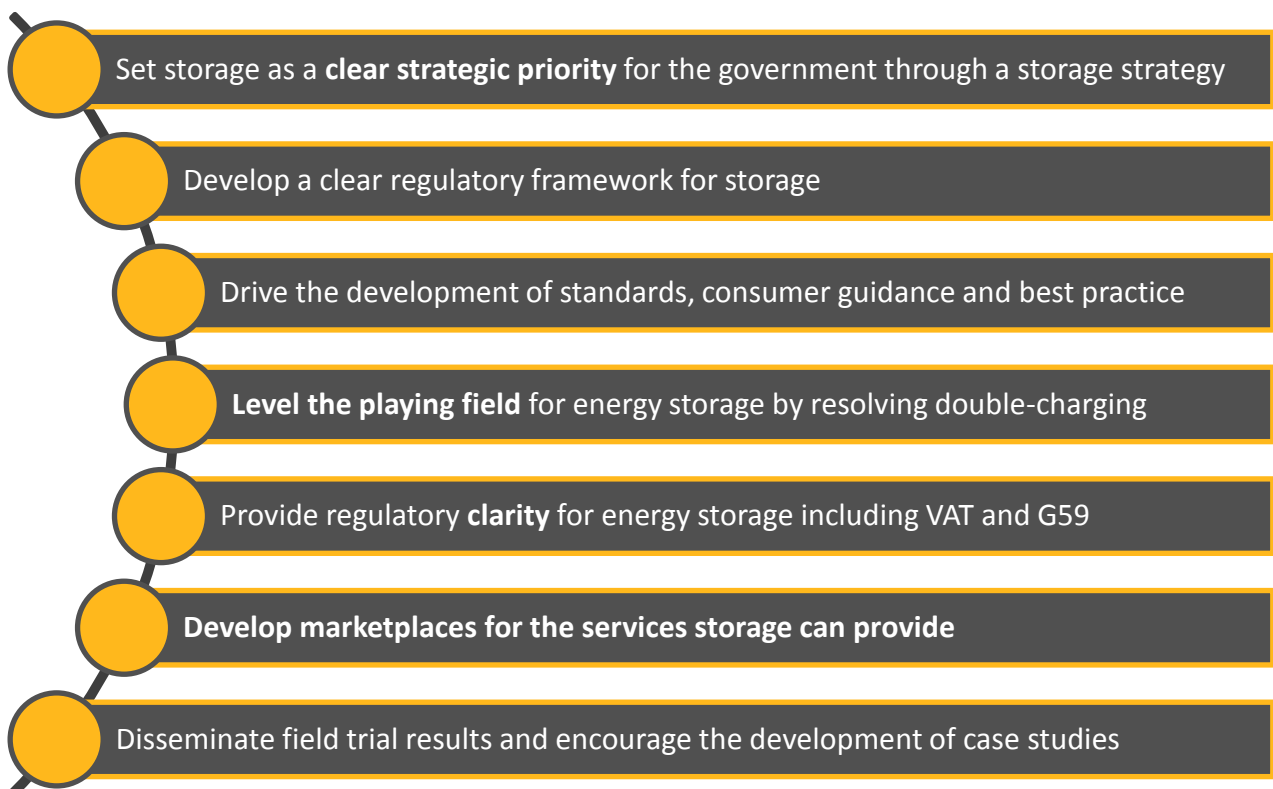 Set storage as a clear strategic priority for the government through a storage strategy
Develop a clear regulatory framework for storage
Drive the development of standards, consumer guidance and best practice
Level the playing field for energy storage by resolving double-charging
Provide regulatory clarity for energy storage including VAT and G59
Develop marketplaces for the services storage can provide
Disseminate field trial results and encourage the development of case studies